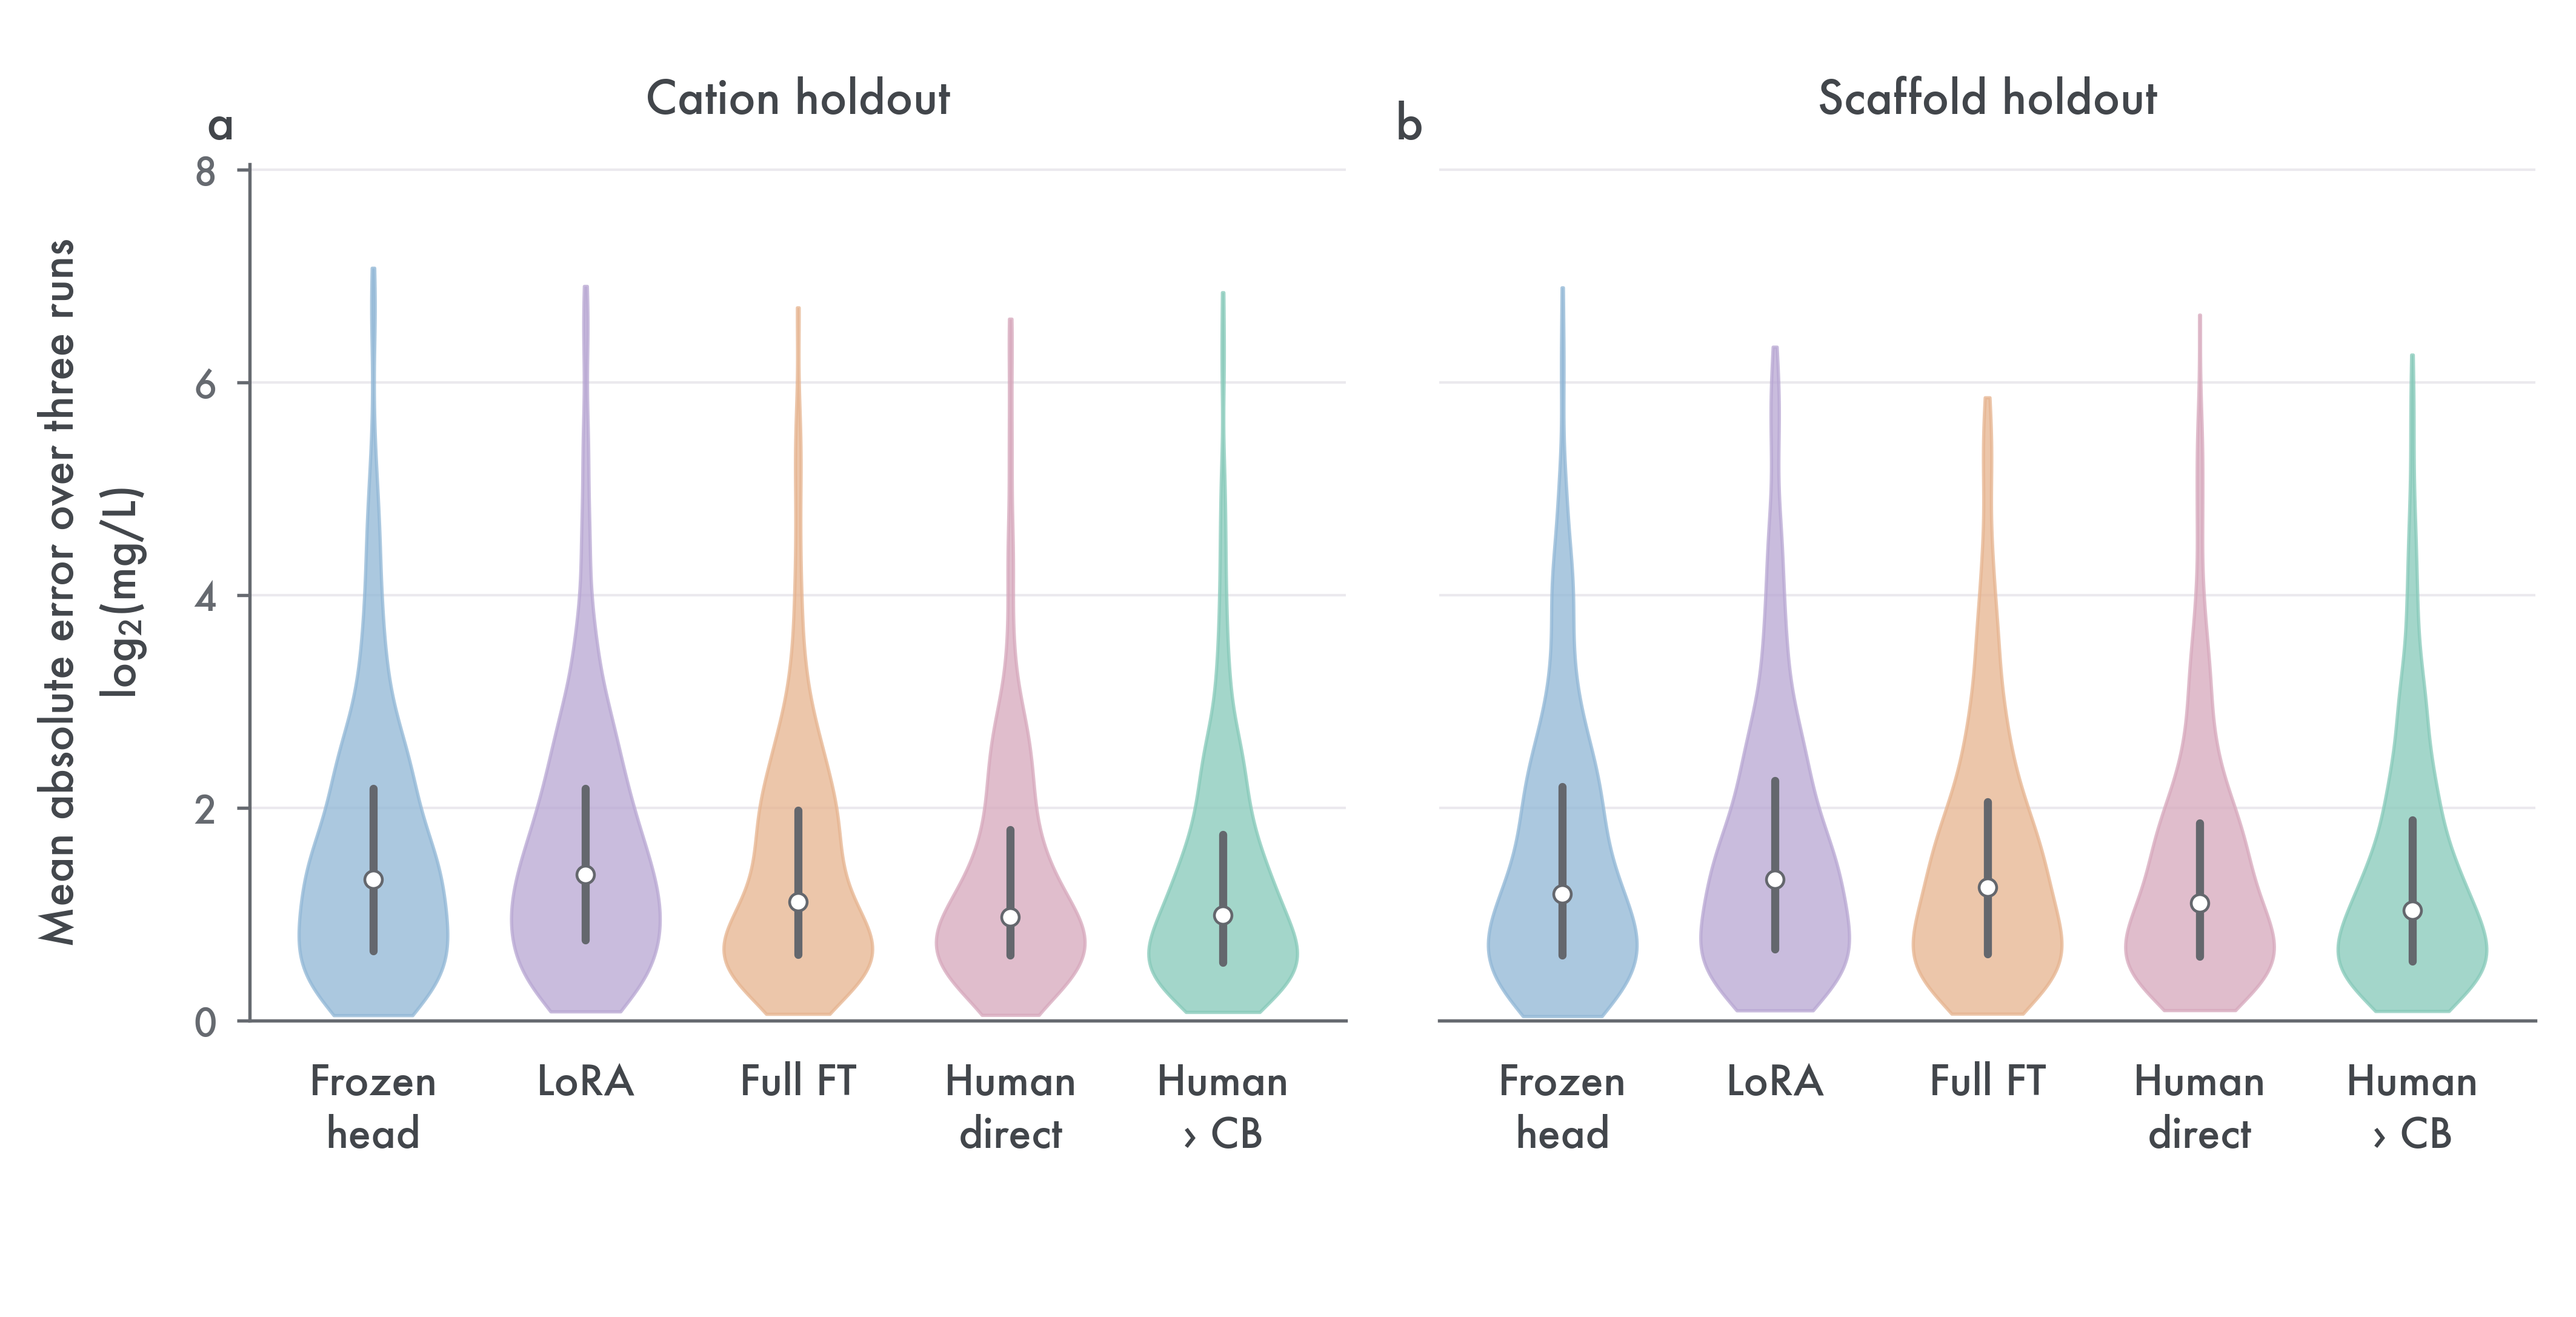 Cation holdout
Scaffold holdout
a
b
8
6
4
2
0
Mean absolute error over three runs
log₂(mg/L)
Frozen
head
LoRA
Full FT
Human
direct
Human
› CB
Frozen
head
LoRA
Full FT
Human
direct
Human
› CB